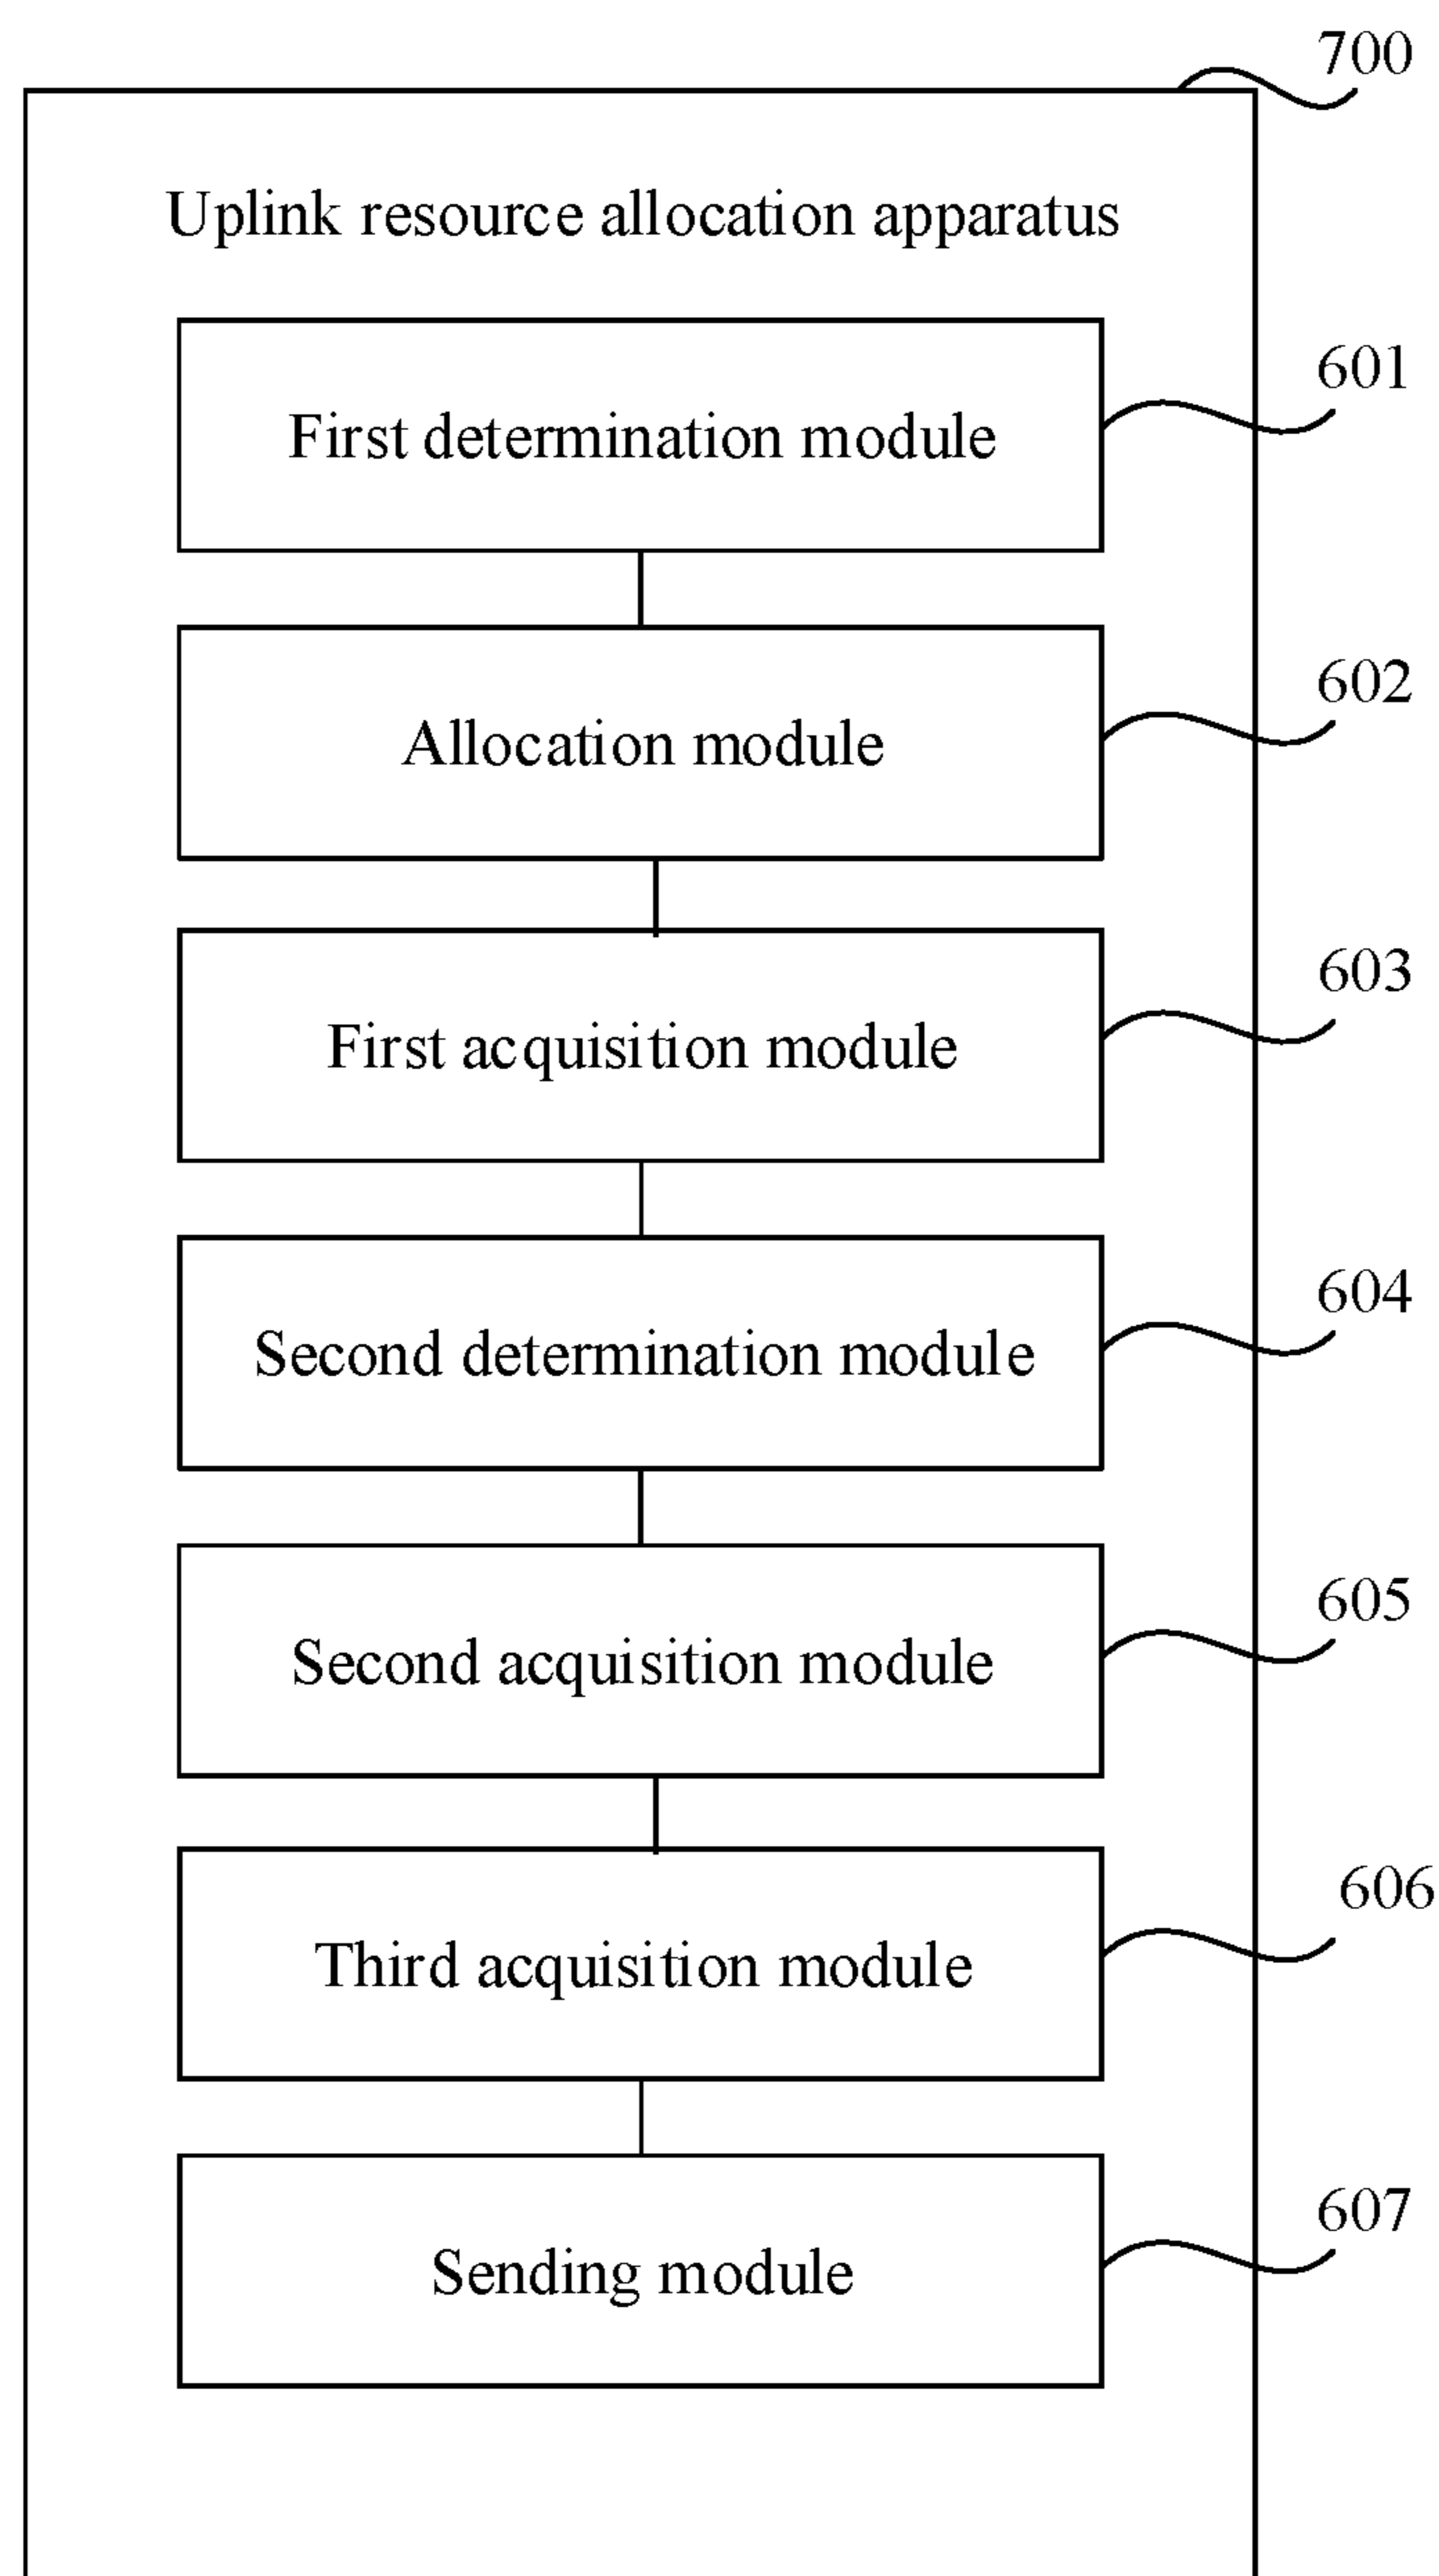 700
Uplink resource allocation apparatus
601
First determination module
602
Allocation module
603
First acquisition module
604
Second determination module
605
Second acquisition module
606
Third acquisition module
607
Sending module